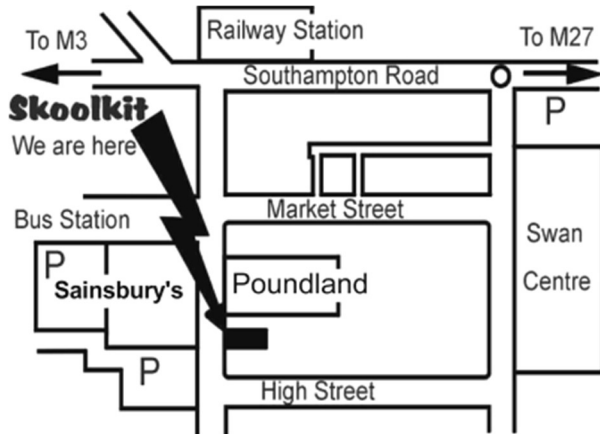 Railway Station
To M3
To M27
Southampton Road
Skoolkit
P
We are here
Market Street
Bus Station
Swan
Centre
P
Sainsbury's
Poundland
P
High Street